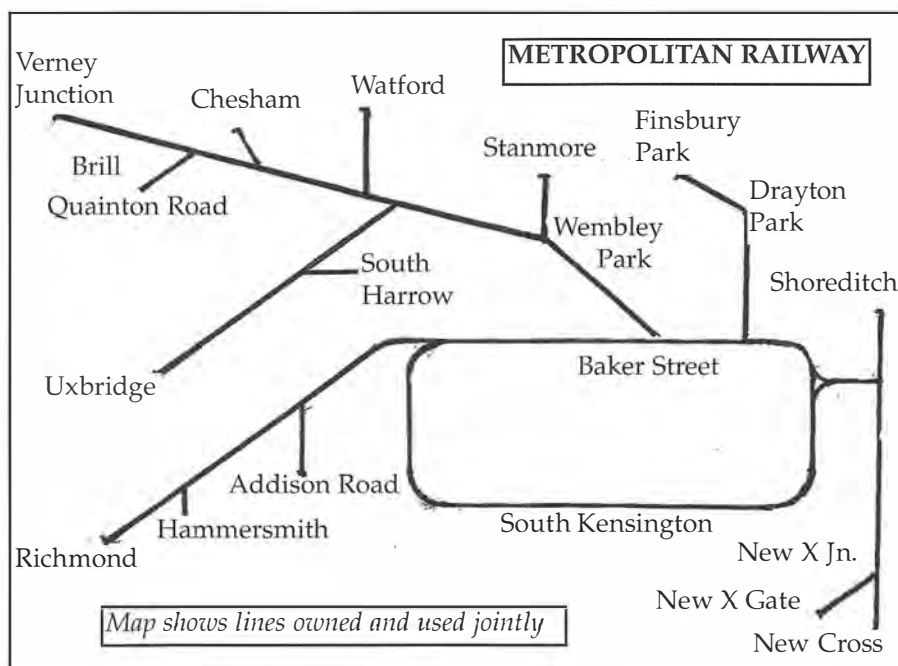 METROPOLITAN RAILWAY
Verney
Junction
Chesham
Watford
Stanmore
Finsbury
Park
Drayton
Park
Brill
Quainton Road
Wembley
Park
South
Harrow
Shoreditch
Uxbridge
Baker Street
Addison Road
Hammersmith
South Kensington
Richmond
New X Jn.
New X Gate
New Cross
Map shows lines owned and used jointly